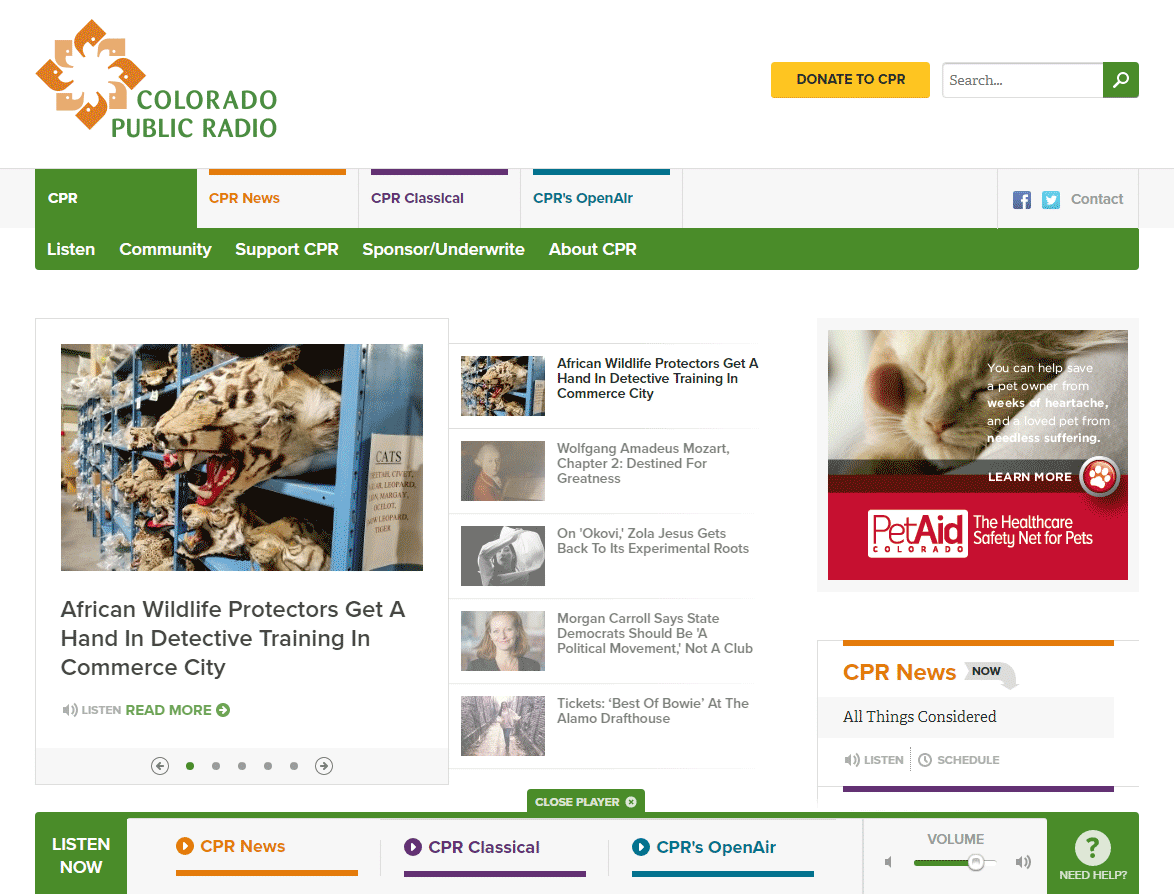 COLORADO
PUBLIC RADIO
DONATE TO CPR
Search...
CPR
CPR News
CPR Classical
CPR's OpenAir
Contact
Listen
Community
Support CPR
Sponsor/Underwrite
About CPR
CATS
OCELOT,
TIGER
African Wildlife Protectors Get A
Hand In Detective Training In
Commerce City
LISTEN
READ MORE
African Wildlife Protectors Get A
Hand In Detective Training In
Commerce City
Wolfgang Amadeus Mozart,
Chapter 2: Destined For
Greatness
On 'Okovi,' Zola Jesus Gets
Back To Its Experimental Roots
Morgan Carroll Says State
Democrats Should Be 'A
Political Movement,' Not A Club
Tickets: ‘Best Of Bowie’ At The
Alamo Drafthouse
You can help save
a pet owner from
weeks of heartache,
and a loved pet from
needless suffering.
LEARN MORE
PetAid
COLORADO
The Healthcare
Safety Net for Pets
CPR News
NOW
All Things Considered
LISTEN
SCHEDULE
CLOSE PLAYER
LISTEN
NOW
CPR News
CPR Classical
CPR's OpenAir
VOLUME
?
NEED HELP?